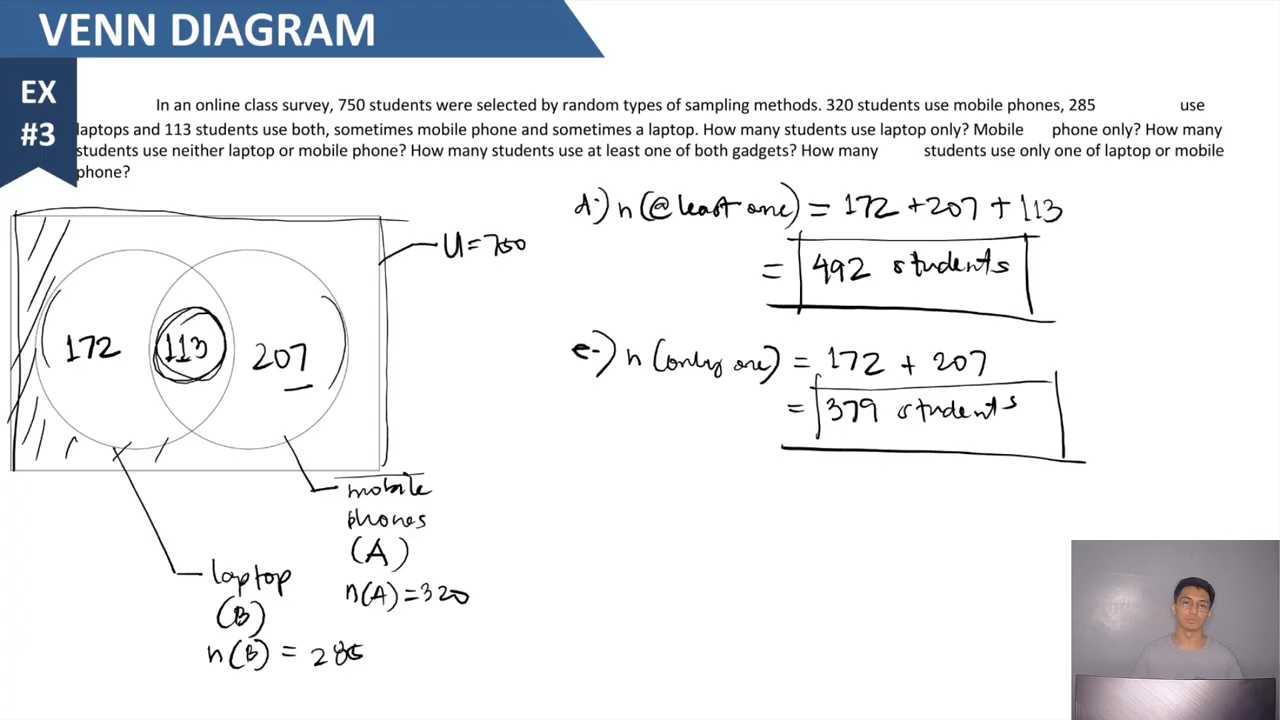 VENN DIAGRAM
EX
#3
In an online class survey, 750 students were selected by random types of sampling methods. 320 students use mobile phones, 285 use
laptops and 113 students use both, sometimes mobile phone and sometimes a laptop. How many students use laptop only? Mobile phone only? How many
students use neither laptop or mobile phone? How many students use at least one of both gadgets? How many students use only one of laptop or mobile
phone?
d.) n (@ least one) = 172 + 207 + 113
= 492 students
e.) n (only one) = 172 + 207
= 379 students
U = 750
172 113 207
mobile
phones
(A)
n(A) = 320
laptop
(B)
n(B) = 285